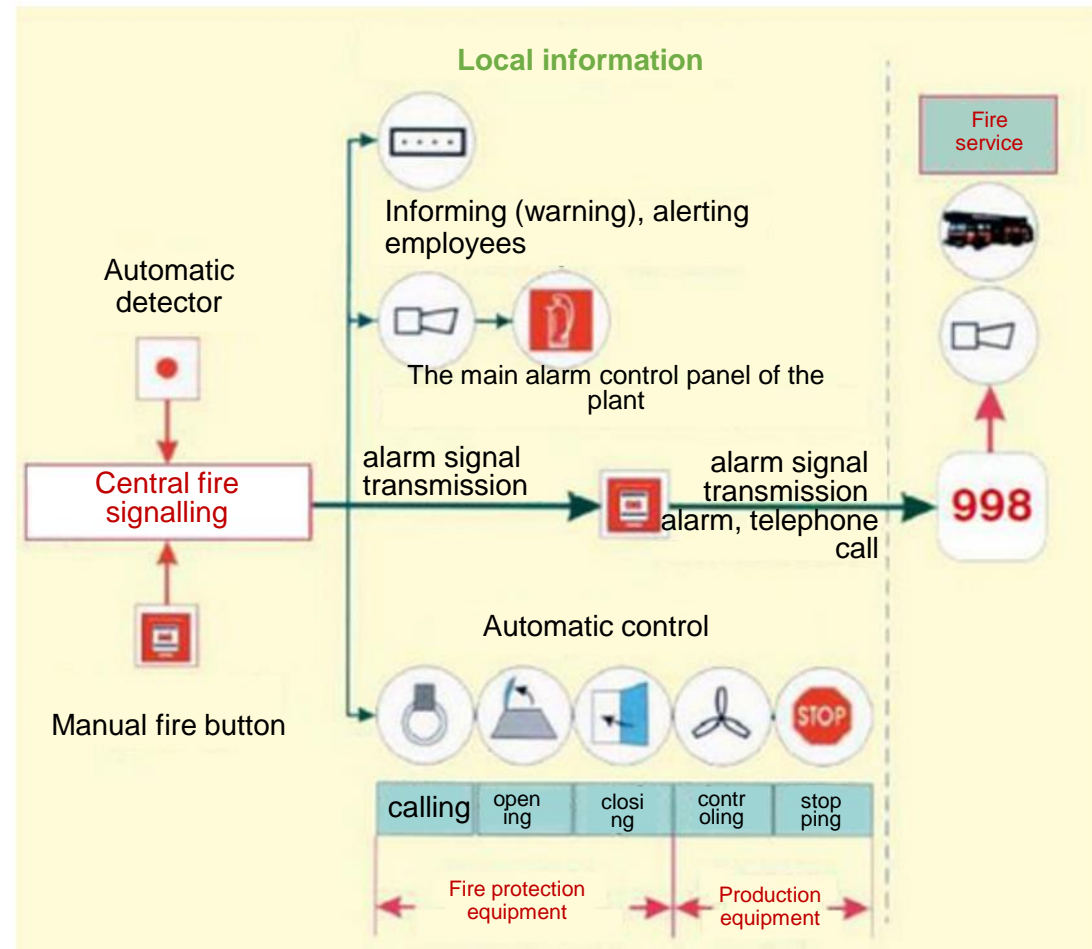 Local information
Fire
service
Informing (warning), alerting
employees
Automatic
detector
The main alarm control panel of the
plant
Central fire
signalling
alarm signal
transmission
alarm signal
transmission
alarm, telephone
call
998
Manual fire button
Automatic control
STOP
calling
open
ing
closi
ng
contr
oling
stop
ping
Fire protection
equipment
Production
equipment